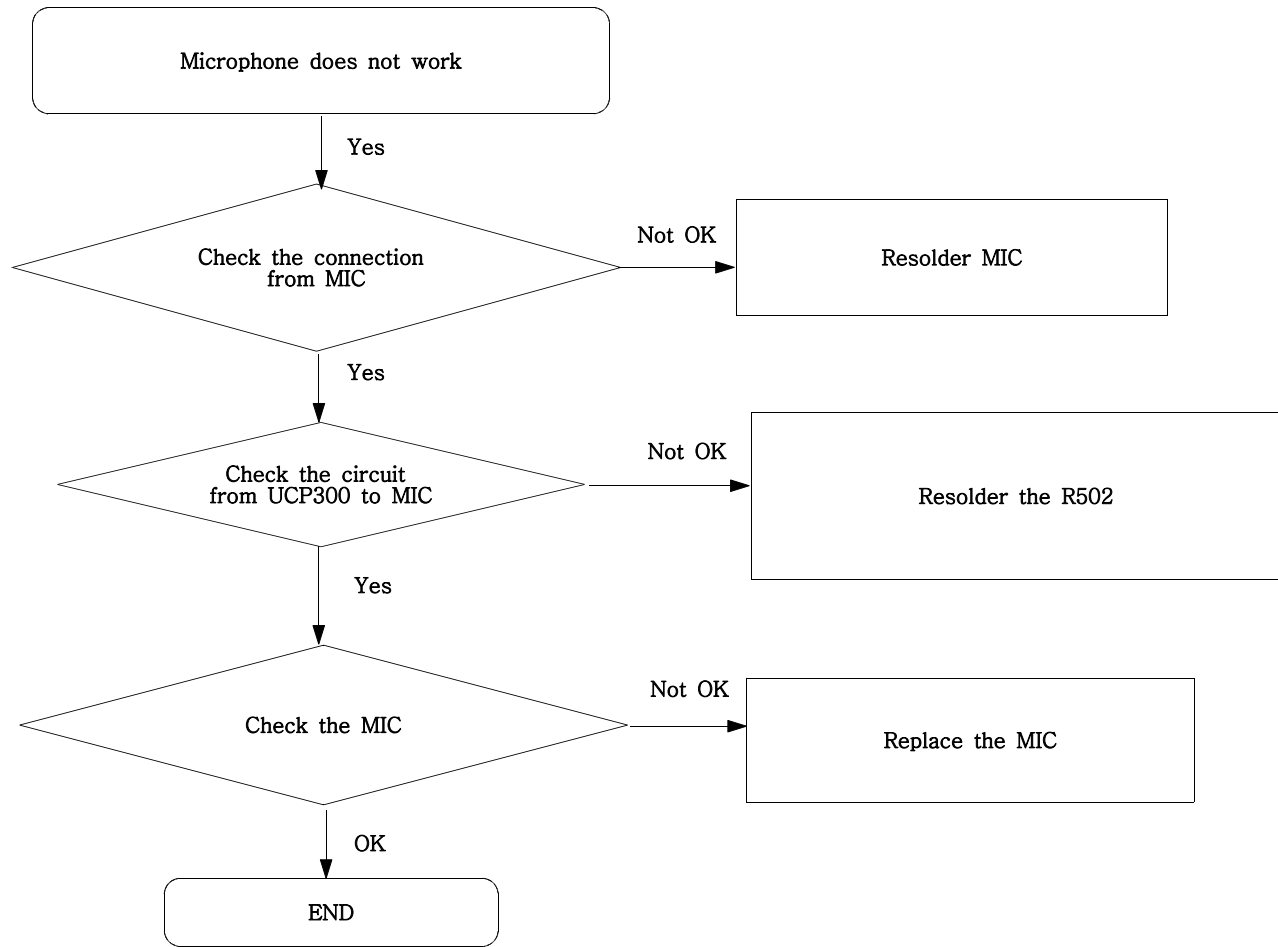 Microphone does not work
Yes
Check the connection
from MIC
Not OK
Resolder MIC
Yes
Check the circuit
from UCP300 to MIC
Not OK
Resolder the R502
Yes
Check the MIC
Not OK
Replace the MIC
OK
END